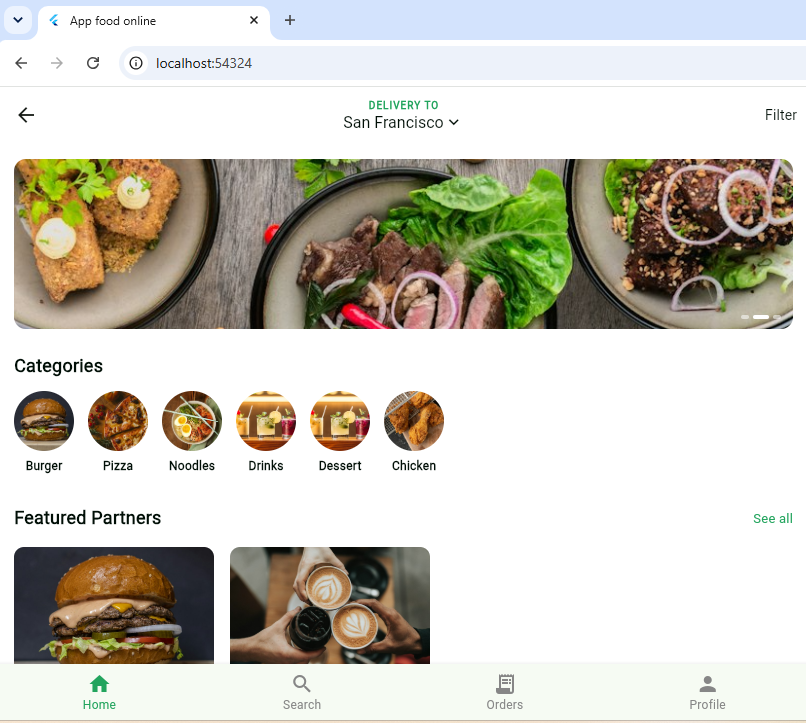 App food online
localhost:54324
DELIVERY TO
San Francisco
Filter
Categories
Burger
Pizza
Noodles
Drinks
Dessert
Chicken
Featured Partners
See all
Home
Search
Orders
Profile